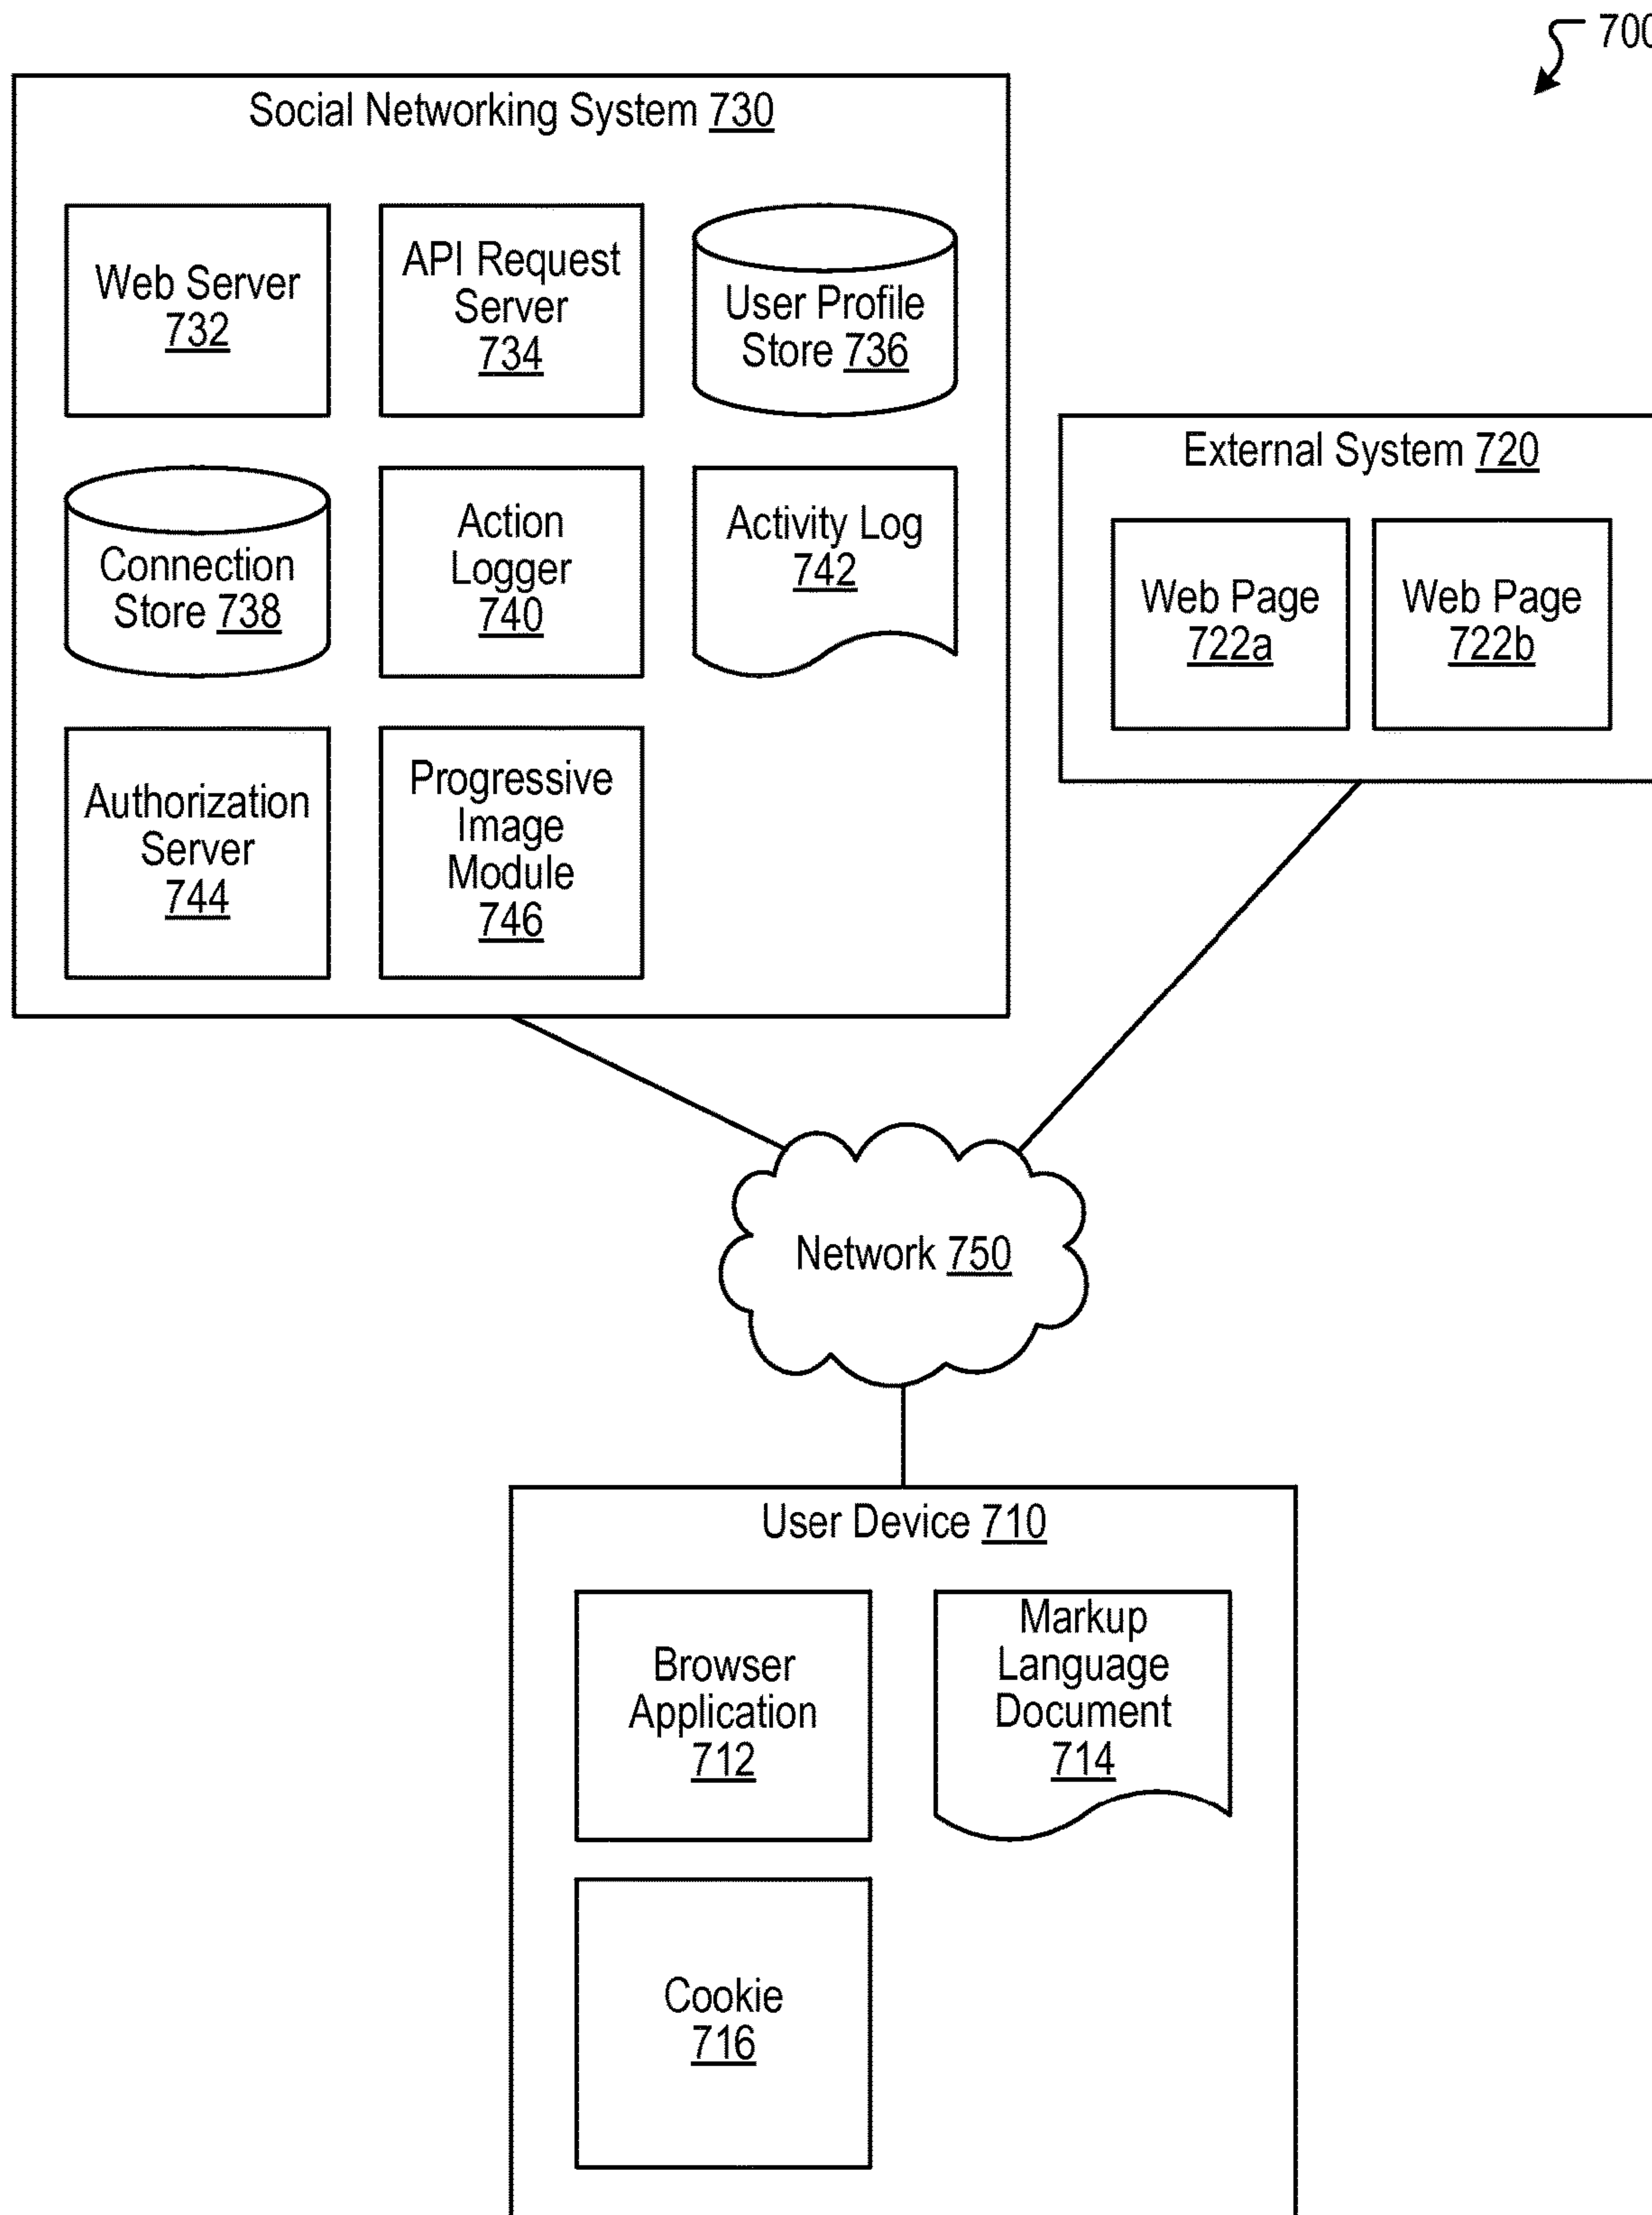 700
Social Networking System 730
Web Server
732
API Request
Server
734
User Profile
Store 736
Connection
Store 738
Action
Logger
740
Activity Log
742
Authorization
Server
744
Progressive
Image
Module
746
External System 720
Web Page
722a
Web Page
722b
Network 750
User Device 710
Browser
Application
712
Markup
Language
Document
714
Cookie
716